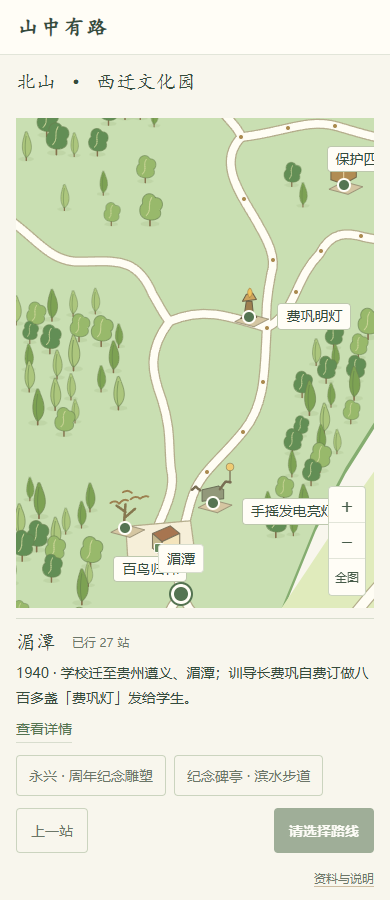 山中有路
北山 • 西迁文化园
保护四
费巩明灯
手摇发电亮灯
百鸟归林
湄潭
+
−
全图
湄潭 已行 27 站
1940 · 学校迁至贵州遵义、湄潭；训导长费巩自费订做八
百多盏「费巩灯」发给学生。
查看详情
永兴 · 周年纪念雕塑 纪念碑亭 · 滨水步道
上一站 请选择路线
资料与说明